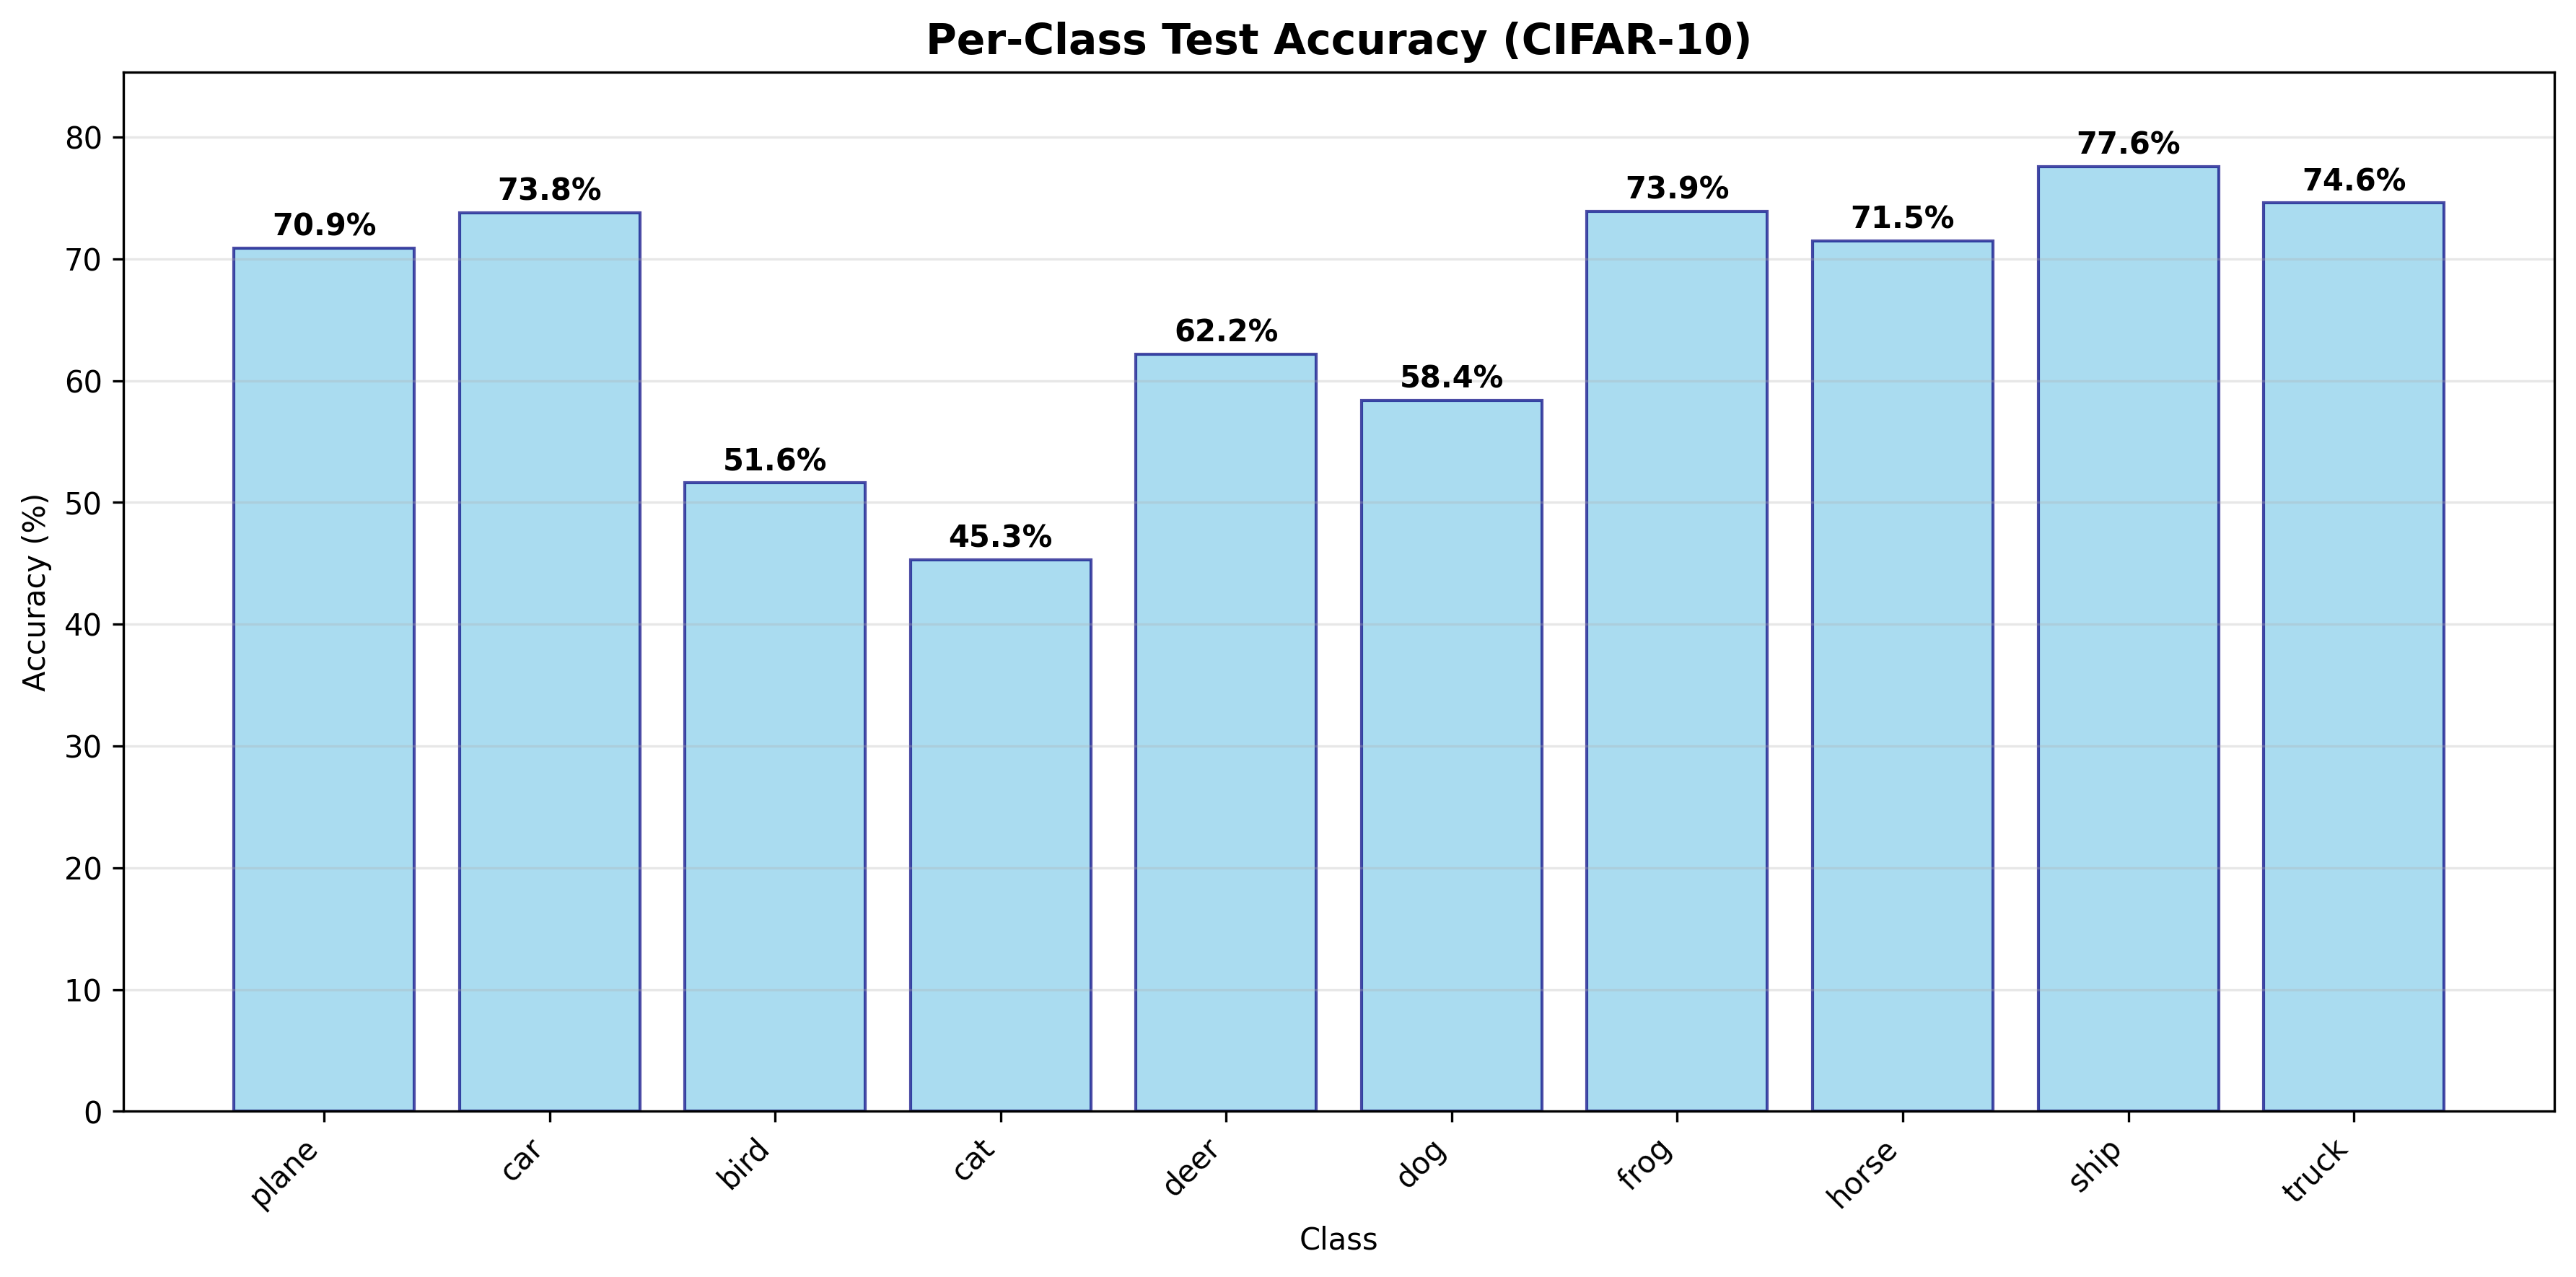 Per-Class Test Accuracy (CIFAR-10)
Accuracy (%)
80
70
60
50
40
30
20
10
0
70.9%
73.8%
51.6%
45.3%
62.2%
58.4%
73.9%
71.5%
77.6%
74.6%
plane
car
bird
cat
deer
dog
frog
horse
ship
truck
Class